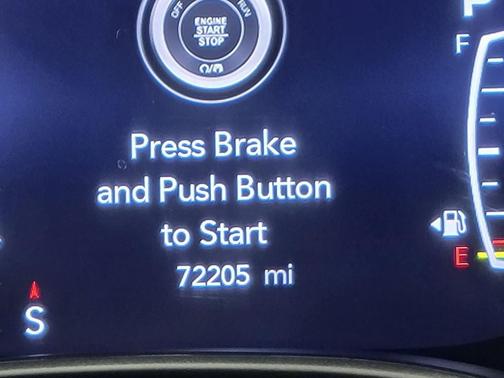 OFF
RUN
ENGINE
START
STOP
Press Brake
and Push Button
to Start
72205 mi
S
P
F
E